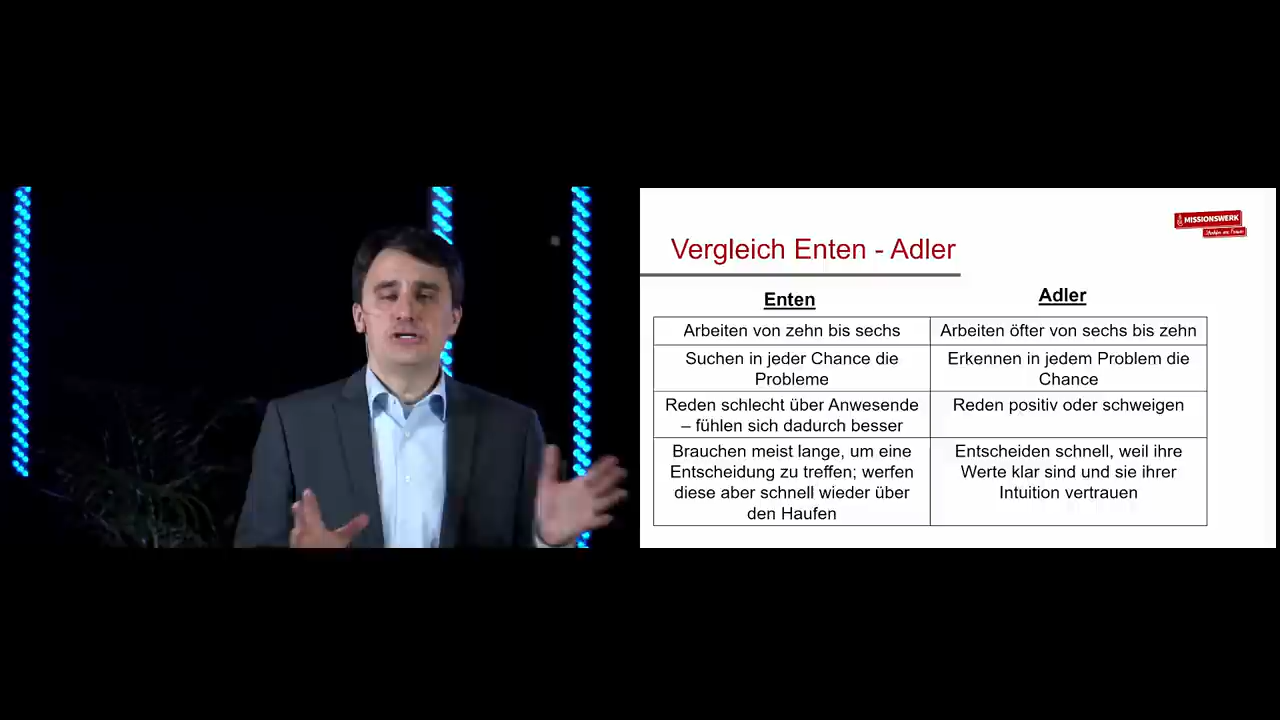 MISSIONSWERK
Vergleich Enten - Adler
Enten
Adler
Arbeiten von zehn bis sechs
Arbeiten öfter von sechs bis zehn
Suchen in jeder Chance die
Probleme
Erkennen in jedem Problem die
Chance
Reden schlecht über Anwesende
– fühlen sich dadurch besser
Reden positiv oder schweigen
Brauchen meist lange, um eine
Entscheidung zu treffen; werfen
diese aber schnell wieder über
den Haufen
Entscheiden schnell, weil ihre
Werte klar sind und sie ihrer
Intuition vertrauen